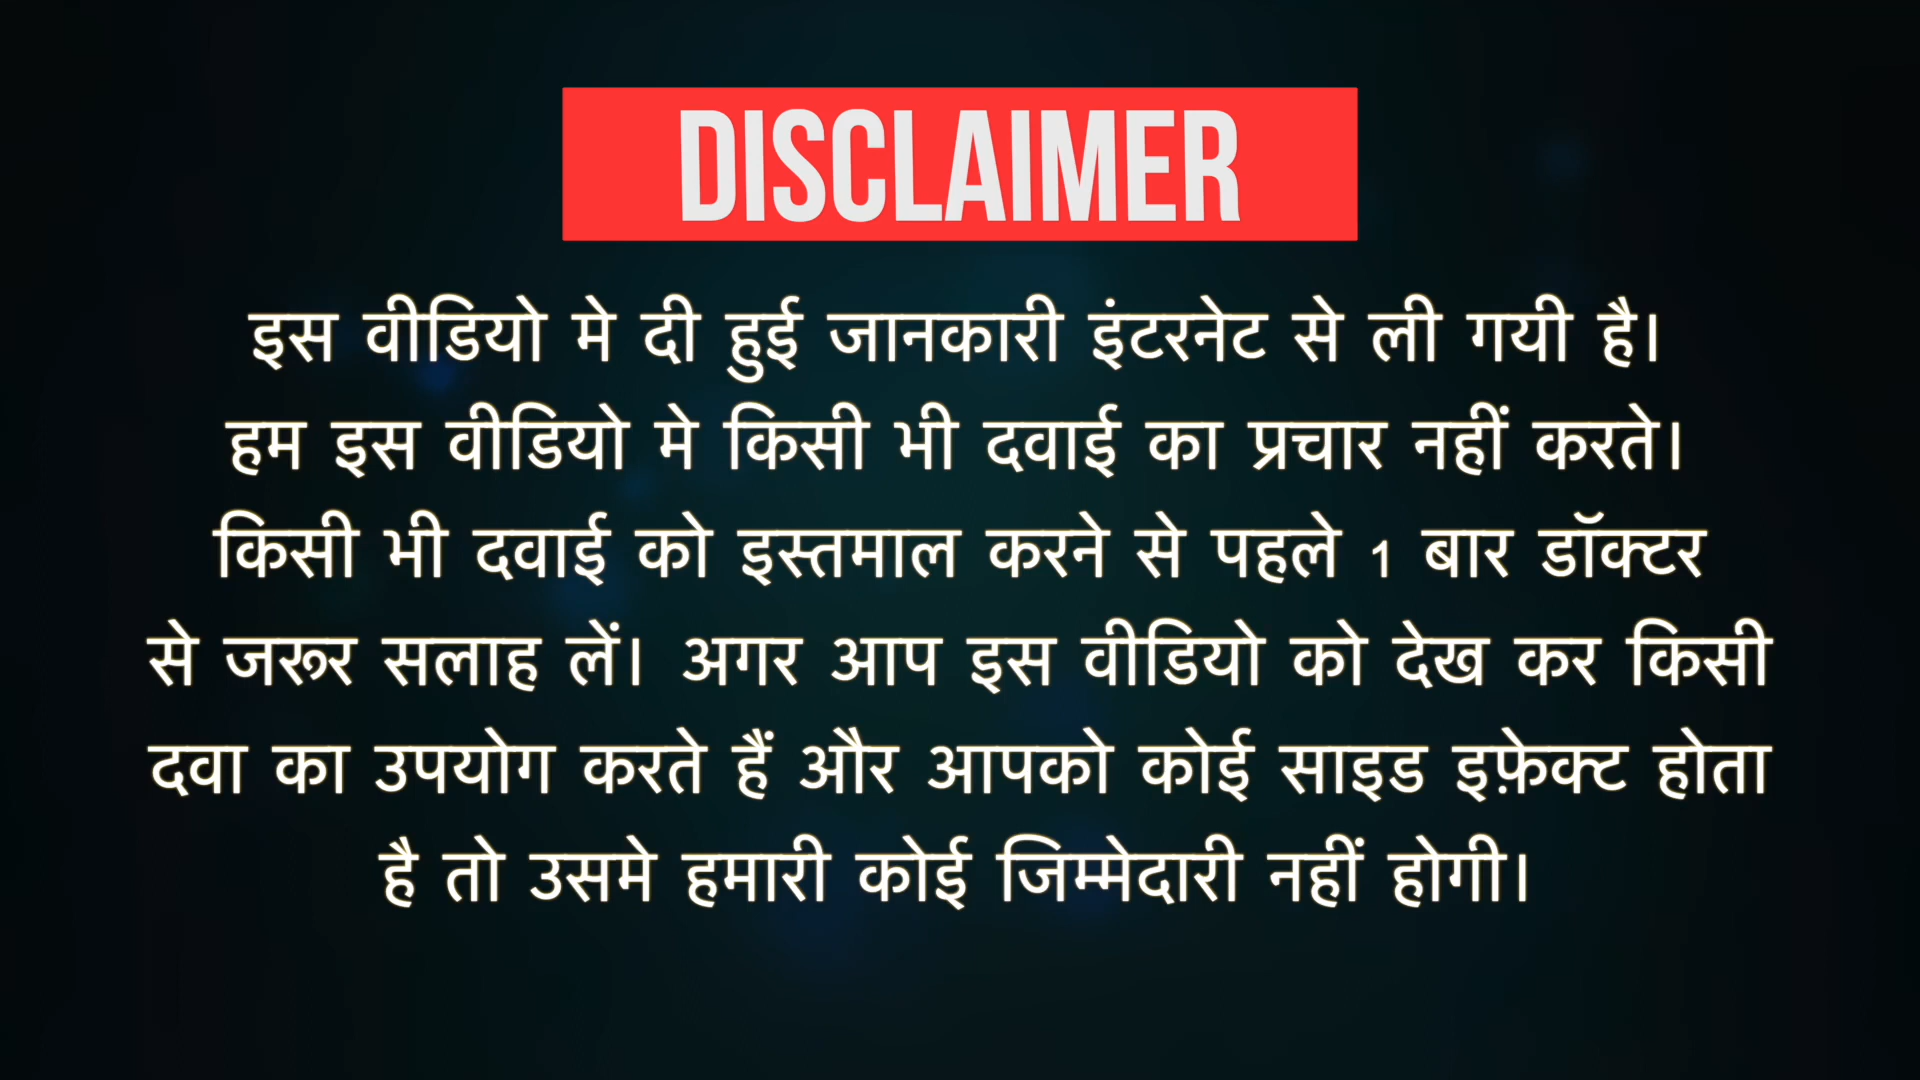 DISCLAIMER
इस वीडियो मे दी हुई जानकारी इंटरनेट से ली गयी है।
हम इस वीडियो मे किसी भी दवाई का प्रचार नहीं करते।
किसी भी दवाई को इस्तमाल करने से पहले 1 बार डॉक्टर
से जरूर सलाह लें। अगर आप इस वीडियो को देख कर किसी
दवा का उपयोग करते हैं और आपको कोई साइड इफ़ेक्ट होता
है तो उसमे हमारी कोई जिम्मेदारी नहीं होगी।